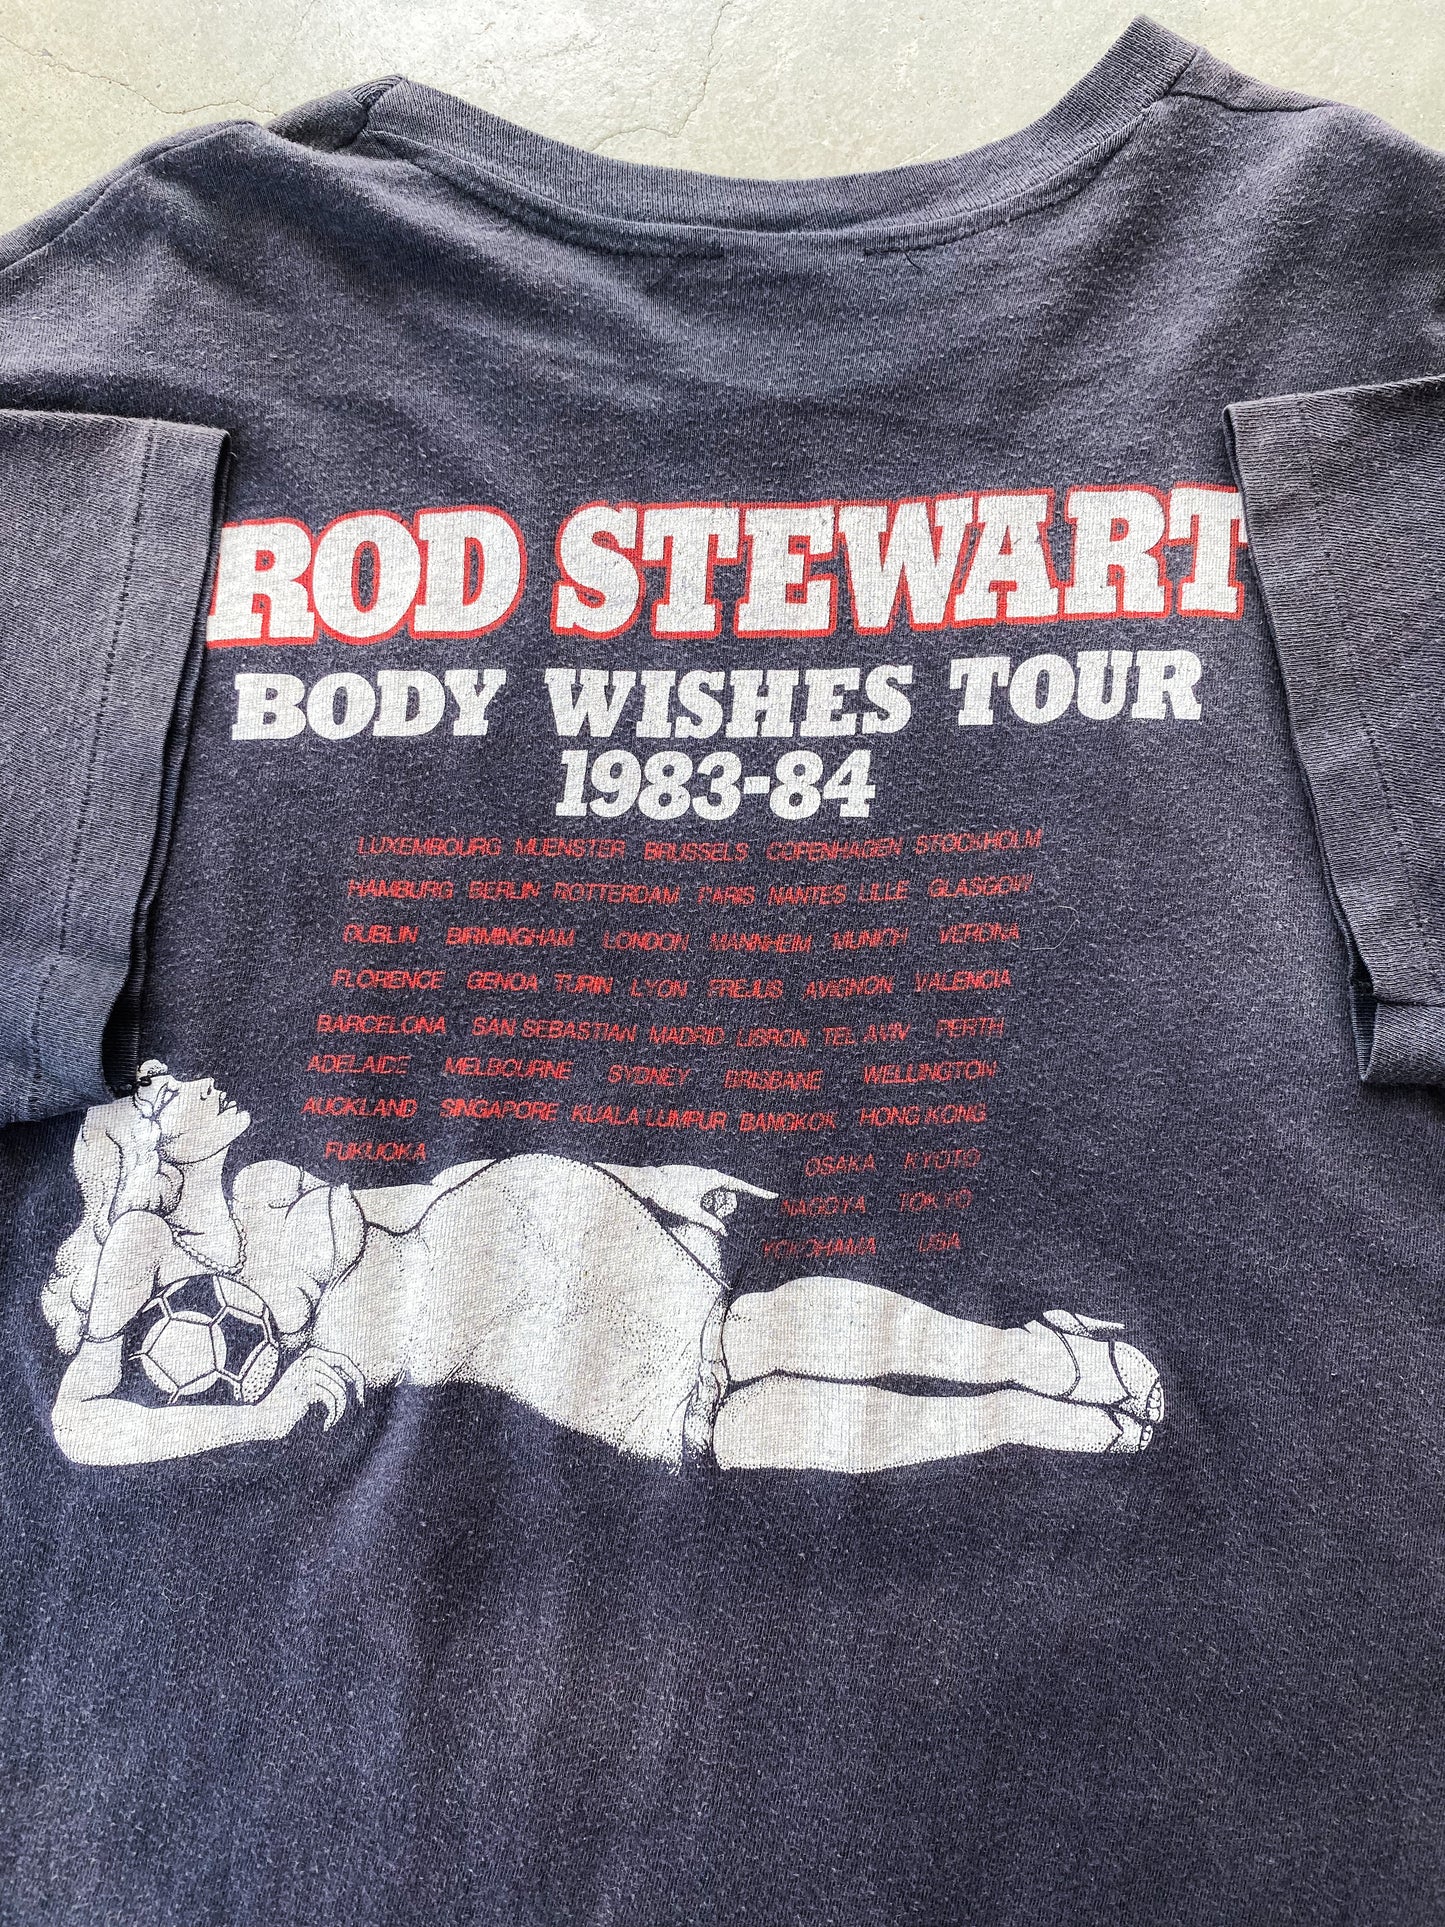 ROD STEWART
BODY WISHES TOUR
1983-84
LUXEMBOURG MUENSTER BRUSSELS COPENHAGEN STOCKHOLM
HAMBURG BERLIN ROTTERDAM PARIS NANTES LILLE GLASGOW
DUBLIN BIRMINGHAM LONDON MANNHEIM MUNICH VERONA
FLORENCE GENOA TURIN LYON FREJUS AVIGNON VALENCIA
BARCELONA SAN SEBASTIAN MADRID LISBON TEL AVIV PERTH
ADELAIDE MELBOURNE SYDNEY BRISBANE WELLINGTON
AUCKLAND SINGAPORE KUALA LUMPUR BANGKOK HONG KONG
FUKUOKA OSAKA KYOTO
NAGOYA TOKYO
YOKOHAMA USA